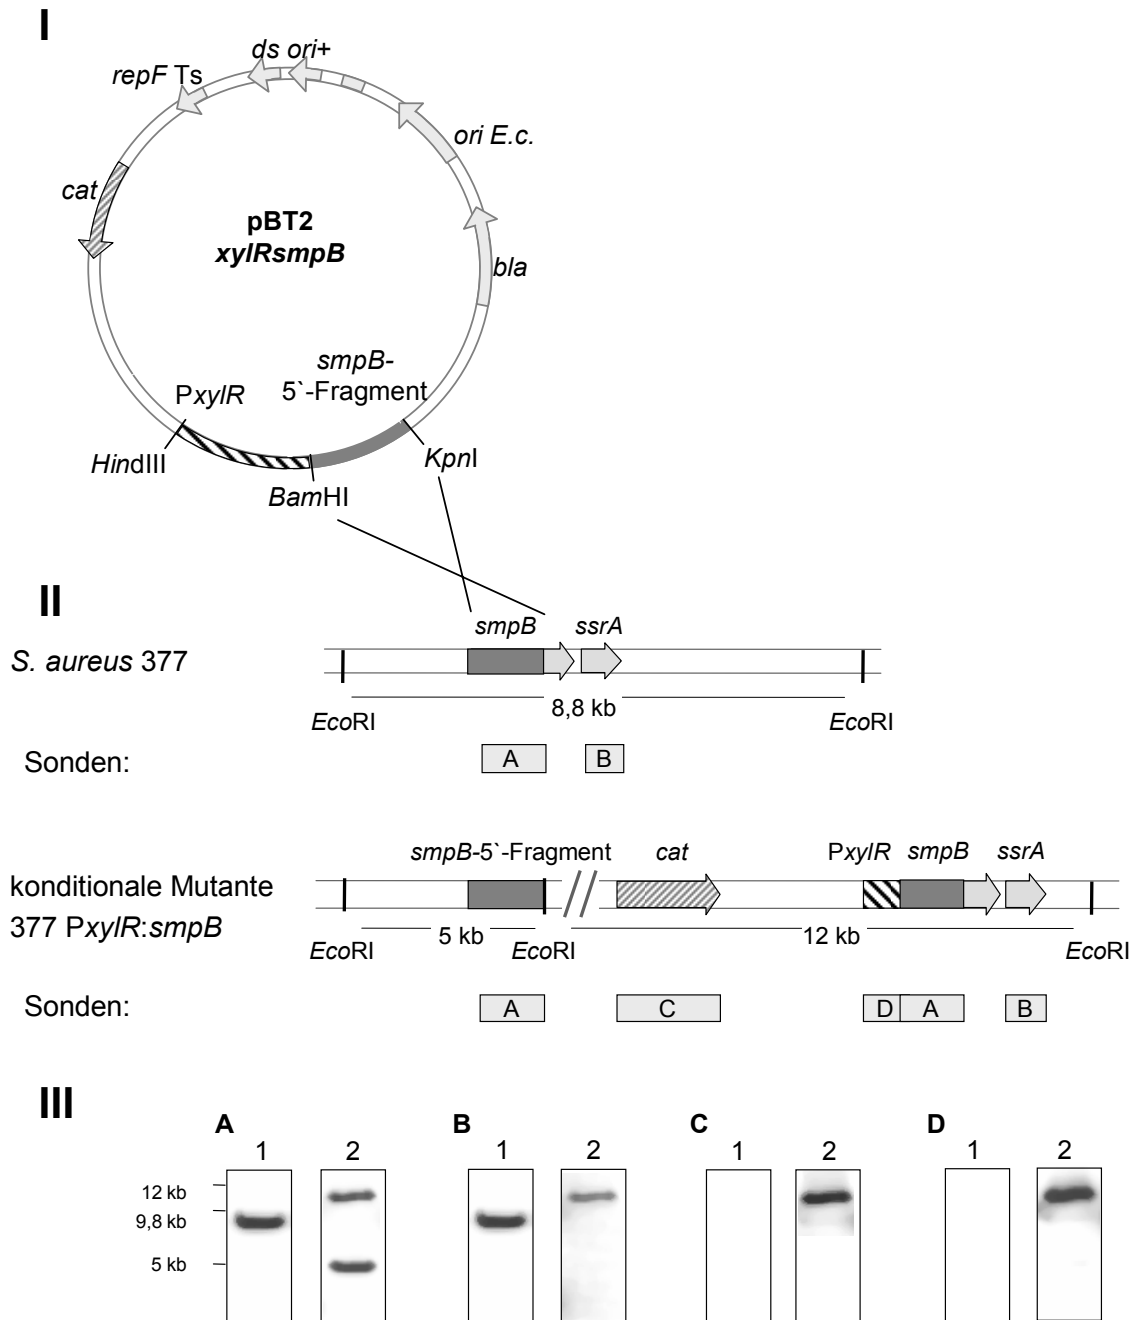 I
ds ori+
repF Ts
ori E.c.
cat
pBT2
xylRsmpB
bla
smpB-
5`-Fragment
PxylR
HindIII
KpnI
BamHI
II
smpB ssrA
S. aureus 377
8,8 kb
EcoRI EcoRI
Sonden: A B
smpB-5`-Fragment cat PxylR smpB ssrA
konditionale Mutante
377 PxylR:smpB
5 kb 12 kb
EcoRI EcoRI EcoRI
Sonden: A C D A B
III
A B C D
1 2 1 2 1 2 1 2
12 kb
9,8 kb
5 kb